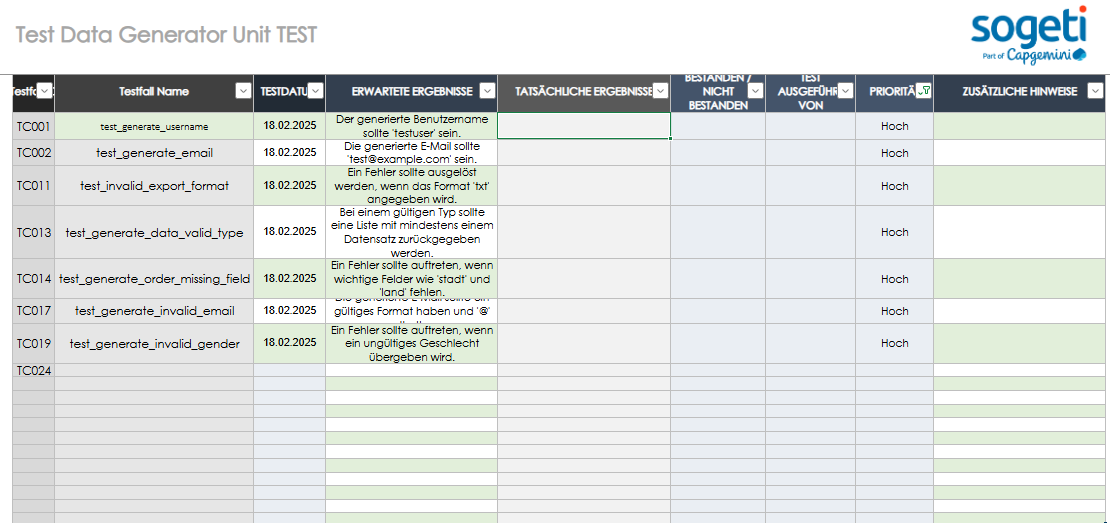 Test Data Generator Unit TEST
sogeti
Part of Capgemini
Testfall Name
TESTDATU
ERWARTETE ERGEBNISSE
TATSÄCHLICHE ERGEBNISSE
BESTANDEN /
NICHT
BESTANDEN
TEST
AUSGEFÜHR
VON
PRIORITÄ
ZUSÄTZLICHE HINWEISE
TC001
test_generate_username
18.02.2025
Der generierte Benutzername
sollte 'testuser' sein.
Hoch
TC002
test_generate_email
18.02.2025
Die generierte E-Mail sollte
'test@example.com' sein.
Hoch
TC011
test_invalid_export_format
18.02.2025
Ein Fehler sollte ausgelöst
werden, wenn das Format 'txt'
angegeben wird.
Hoch
TC013
test_generate_data_valid_type
18.02.2025
Bei einem gültigen Typ sollte
eine Liste mit mindestens einem
Datensatz zurückgegeben
werden.
Hoch
TC014
test_generate_order_missing_field
18.02.2025
Ein Fehler sollte auftreten, wenn
wichtige Felder wie 'stadt' und
'land' fehlen.
Hoch
TC017
test_generate_invalid_email
18.02.2025
Die generierte E-Mail sollte ein
gültiges Format haben und '@'
Hoch
TC019
test_generate_invalid_gender
18.02.2025
Ein Fehler sollte auftreten, wenn
ein ungültiges Geschlecht
übergeben wird.
Hoch
TC024